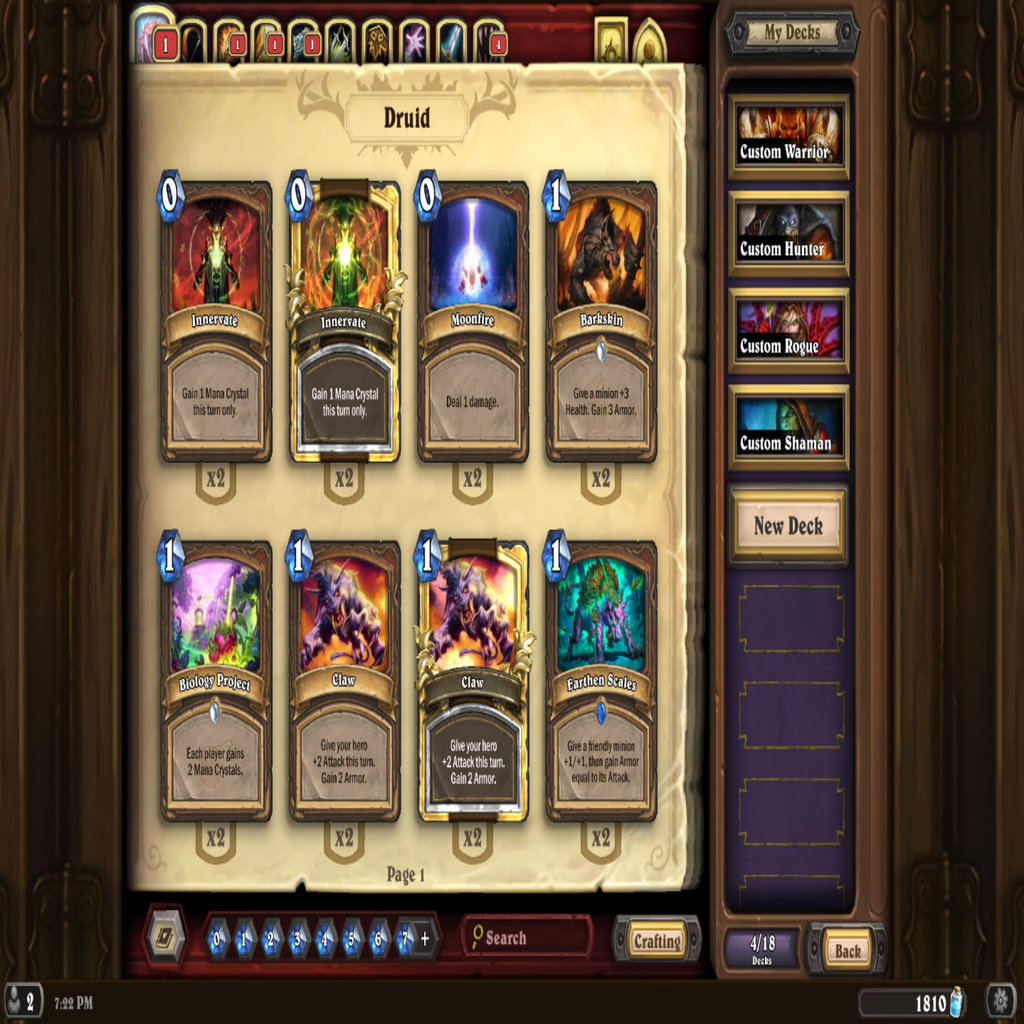 1
1
1
1
4
My Decks
Druid
Custom Warrior
Custom Hunter
Custom Rogue
Custom Shaman
New Deck
0
Innervate
Gain 1 Mana Crystal
this turn only.
x2
0
Innervate
Gain 1 Mana Crystal
this turn only.
x2
0
Moonfire
Deal 1 damage.
x2
1
Barkskin
Give a minion +3
Health. Gain 3 Armor.
x2
1
Biology Project
Each player gains
2 Mana Crystals.
x2
1
Claw
Give your hero
+2 Attack this turn.
Gain 2 Armor.
x2
1
Claw
Give your hero
+2 Attack this turn.
Gain 2 Armor.
x2
1
Earthen Scales
Give a friendly minion
+1/+1, then gain Armor
equal to its Attack.
x2
Page 1
0 1 2 3 4 5 6 7 +
Search
Crafting
4/18
Decks
Back
2
7:22 PM
1810